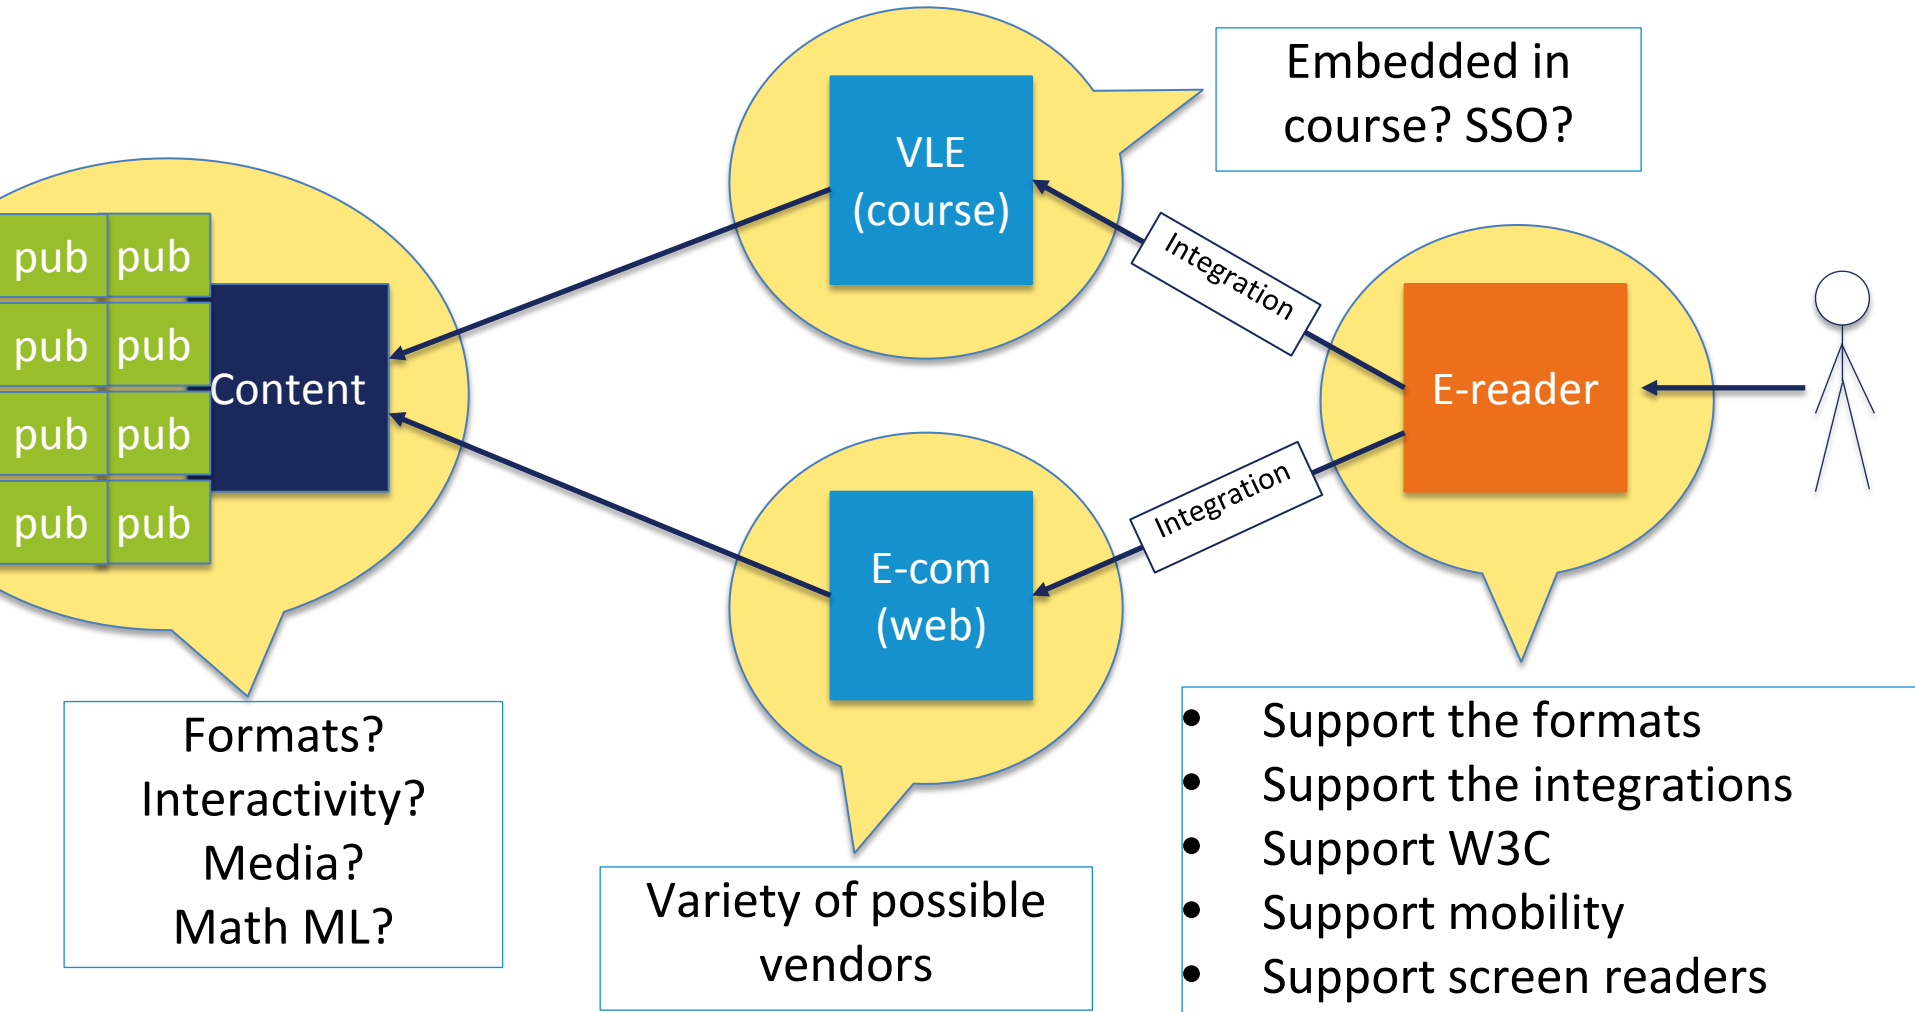 Embedded in
course? SSO?
VLE
(course)
Integration
pub pub
pub pub
pub pub
pub pub
Content
E-reader
Integration
E-com
(web)
Formats?
Interactivity?
Media?
Math ML?
Variety of possible
vendors
• Support the formats
• Support the integrations
• Support W3C
• Support mobility
• Support screen readers